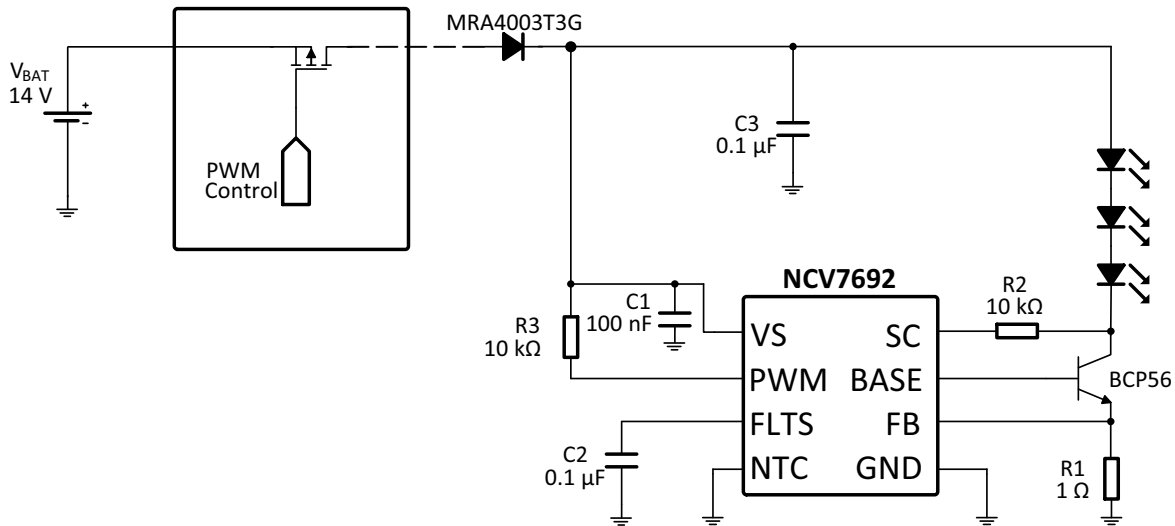 MRA4003T3G
V_BAT
14 V
+
-
PWM
Control
C3
0.1 µF
NCV7692
R3
10 kΩ
C1
100 nF
R2
10 kΩ
VS
SC
PWM
BASE
BCP56
FLTS
FB
C2
0.1 µF
NTC
GND
R1
1 Ω